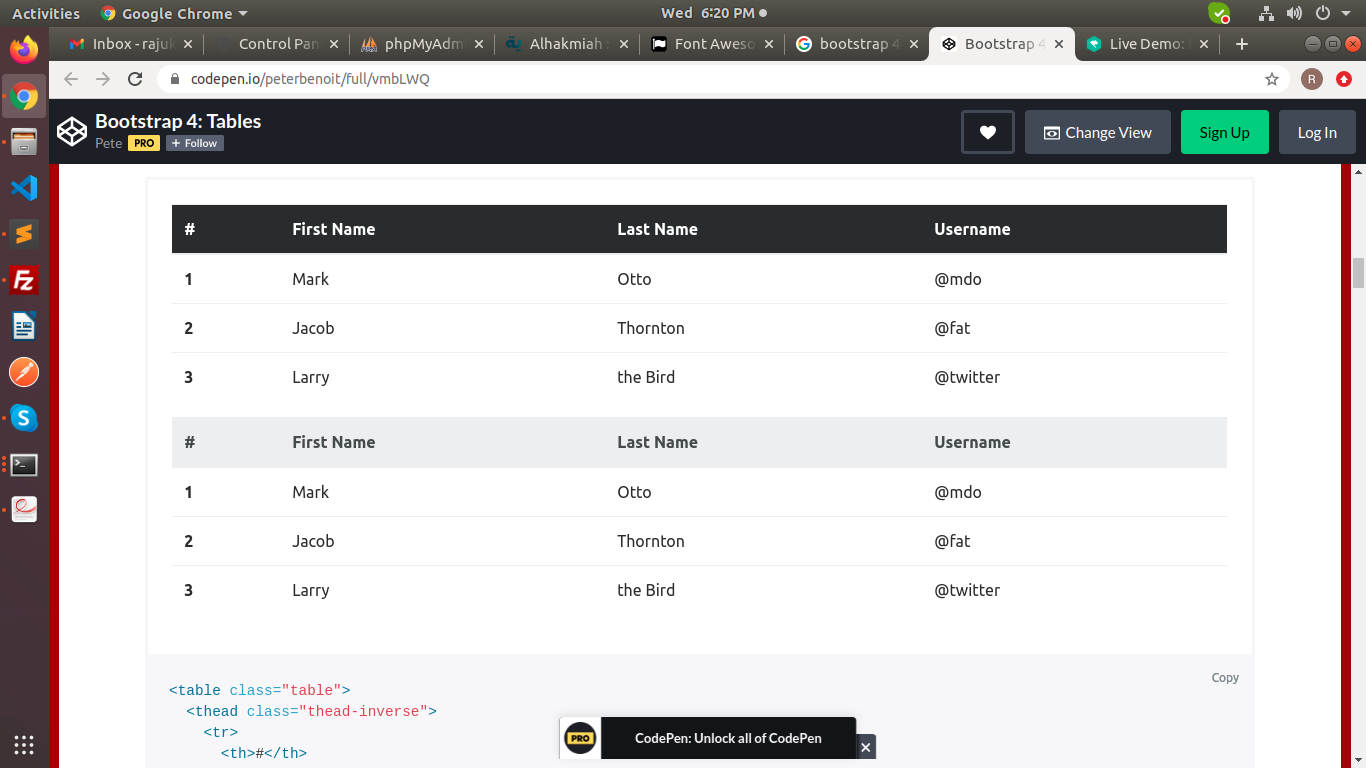 Activities Google Chrome Wed 6:20 PM
Inbox - rajuk Control Pan phpMyAdm Alhakmiah Font Aweso bootstrap 4 Bootstrap 4 Live Demo:
codepen.io/peterbenoit/full/vmbLWQ R
Bootstrap 4: Tables
Pete PRO + Follow
Change View Sign Up Log In
# First Name Last Name Username
1 Mark Otto @mdo
2 Jacob Thornton @fat
3 Larry the Bird @twitter
# First Name Last Name Username
1 Mark Otto @mdo
2 Jacob Thornton @fat
3 Larry the Bird @twitter
Copy
<table class="table">
<thead class="thead-inverse">
<tr>
<th>#</th>
PRO CodePen: Unlock all of CodePen